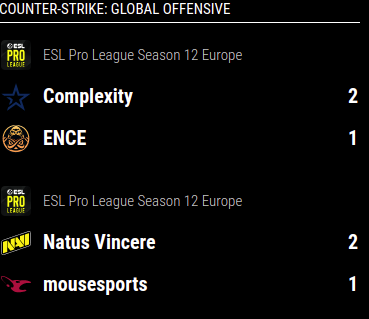 COUNTER-STRIKE: GLOBAL OFFENSIVE
ESL PRO LEAGUE
ESL Pro League Season 12 Europe
Complexity 2
ENCE 1
ESL PRO LEAGUE
ESL Pro League Season 12 Europe
NAVI Natus Vincere 2
mousesports 1